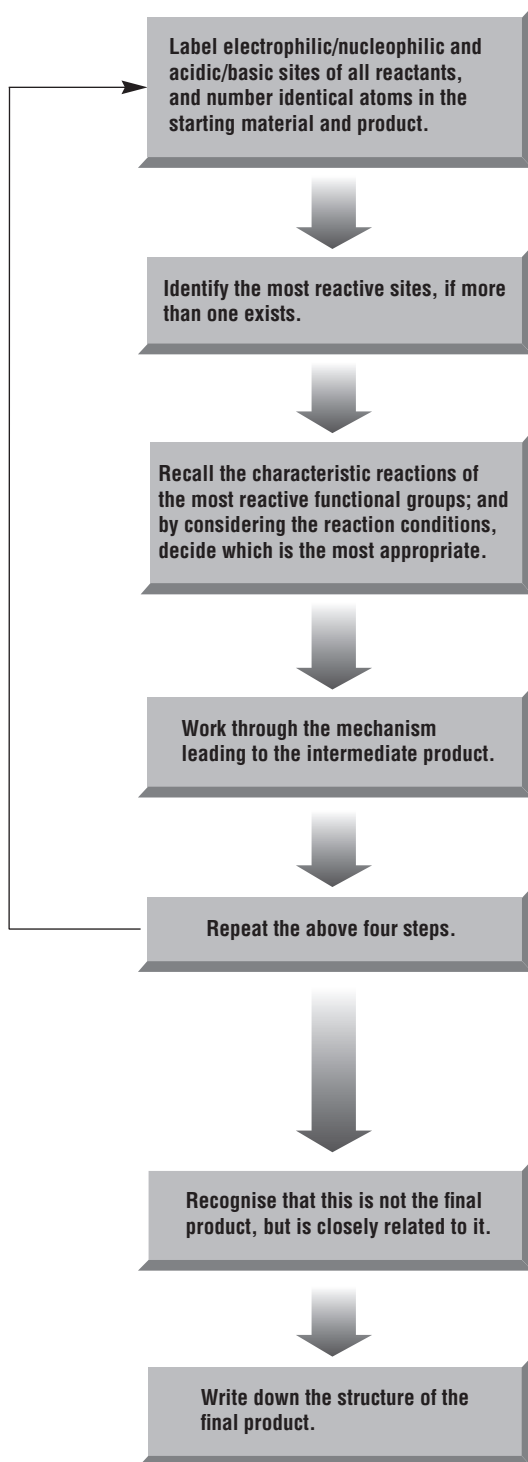 Label electrophilic/nucleophilic and
acidic/basic sites of all reactants,
and number identical atoms in the
starting material and product.
Identify the most reactive sites, if more
than one exists.
Recall the characteristic reactions of
the most reactive functional groups; and
by considering the reaction conditions,
decide which is the most appropriate.
Work through the mechanism
leading to the intermediate product.
Repeat the above four steps.
Recognise that this is not the final
product, but is closely related to it.
Write down the structure of the
final product.